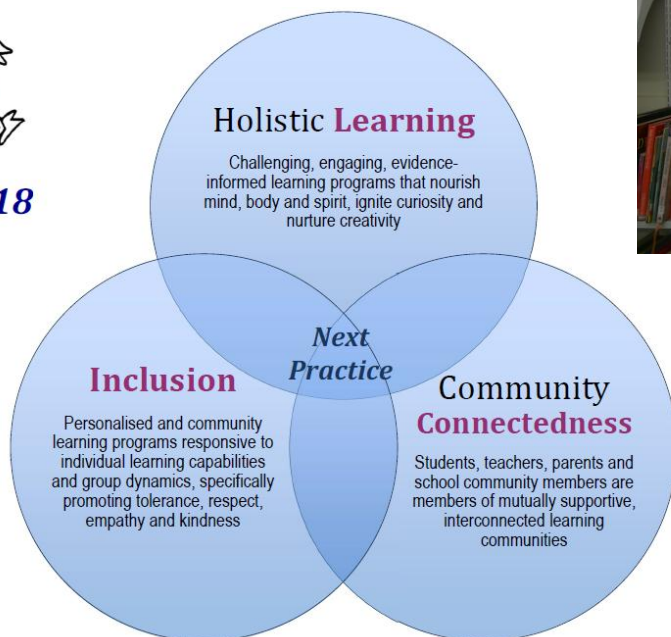 18
Holistic Learning
Challenging, engaging, evidence-
informed learning programs that nourish
mind, body and spirit, ignite curiosity and
nurture creativity
Next
Practice
Inclusion
Personalised and community
learning programs responsive to
individual learning capabilities
and group dynamics, specifically
promoting tolerance, respect,
empathy and kindness
Community
Connectedness
Students, teachers, parents and
school community members are
members of mutually supportive,
interconnected learning
communities